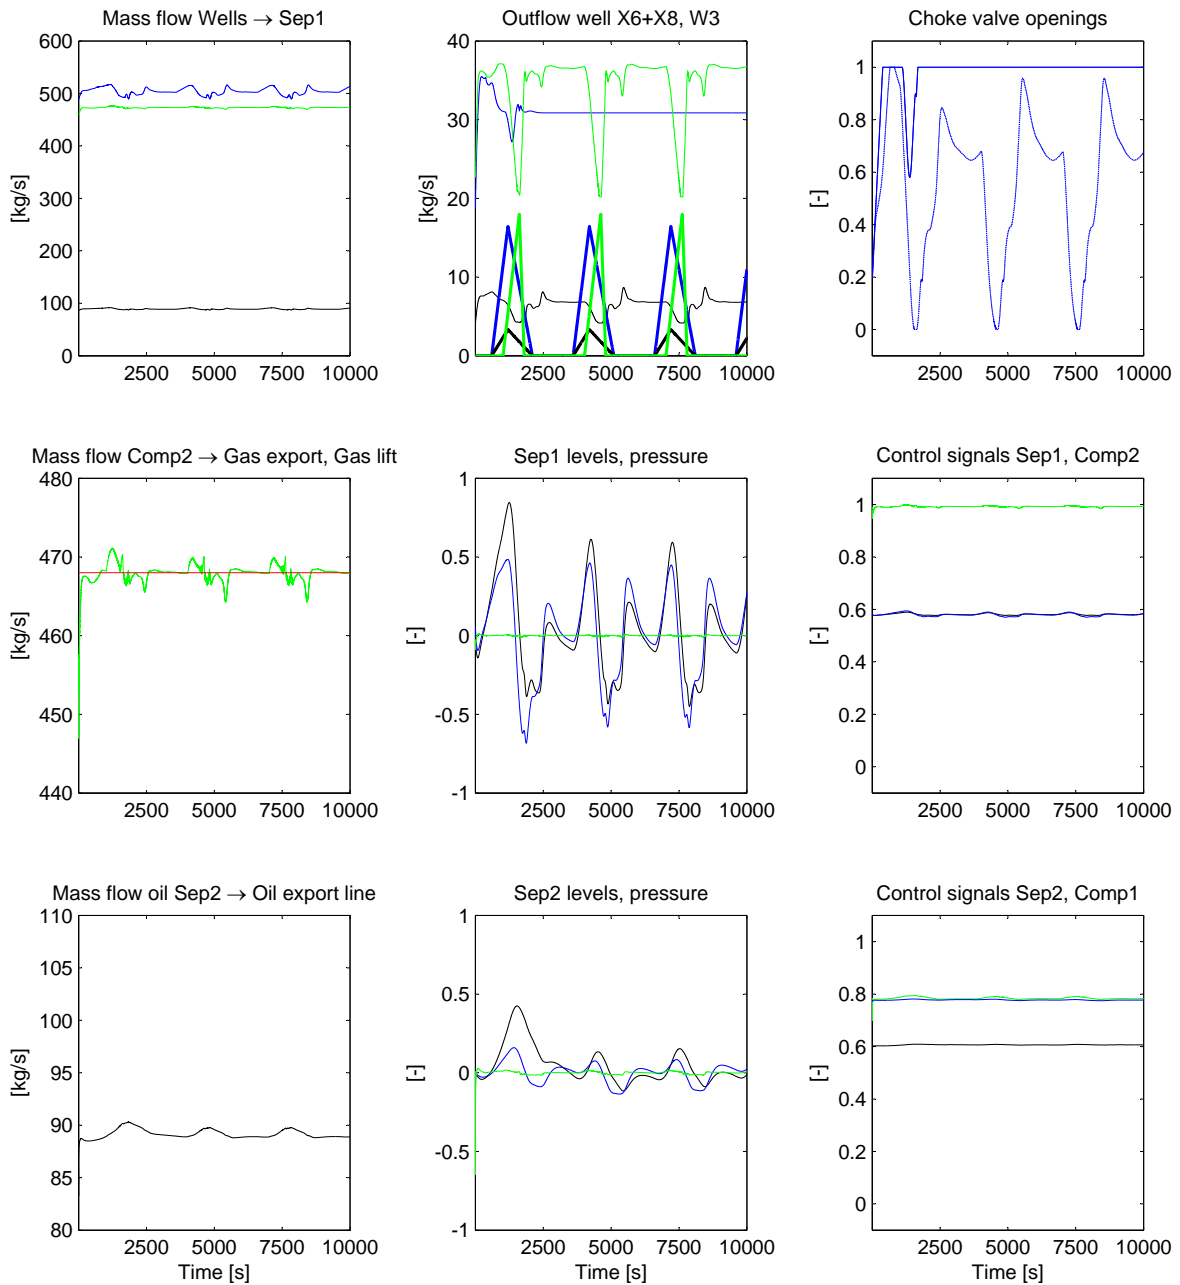 Mass flow Wells → Sep1
Outflow well X6+X8, W3
Choke valve openings
600
500
400
300
200
100
0
[kg/s]
2500 5000 7500 10000
40
30
20
10
0
[kg/s]
2500 5000 7500 10000
1
0.8
0.6
0.4
0.2
0
[-]
2500 5000 7500 10000
Mass flow Comp2 → Gas export, Gas lift
Sep1 levels, pressure
Control signals Sep1, Comp2
480
470
460
450
440
[kg/s]
2500 5000 7500 10000
1
0.5
0
-0.5
-1
[-]
2500 5000 7500 10000
1
0.8
0.6
0.4
0.2
0
[-]
2500 5000 7500 10000
Mass flow oil Sep2 → Oil export line
Sep2 levels, pressure
Control signals Sep2, Comp1
110
105
100
95
90
85
80
[kg/s]
2500 5000 7500 10000
Time [s]
1
0.5
0
-0.5
-1
[-]
2500 5000 7500 10000
Time [s]
1
0.8
0.6
0.4
0.2
0
[-]
2500 5000 7500 10000
Time [s]